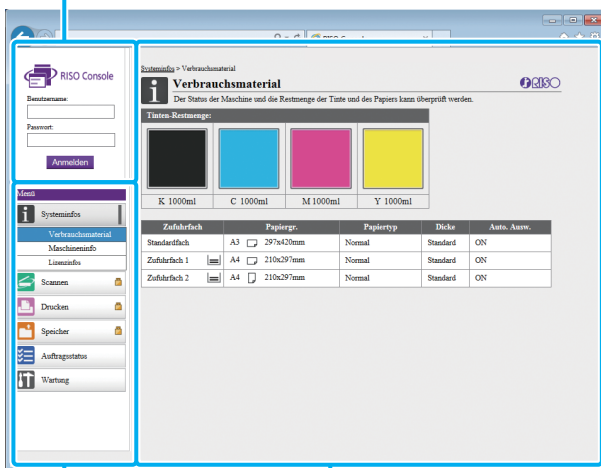 RISO Console
Benutzername:
Passwort:
Anmelden
Menü
Systeminfos
Verbrauchsmaterial
Maschineninfo
Lizenzinfos
Scannen
Drucken
Speicher
Auftragsstatus
Wartung
Systeminfos > Verbrauchsmaterial
Verbrauchsmaterial
RISO
Der Status der Maschine und die Restmenge der Tinte und des Papiers kann überprüft werden.
Tinten-Restmenge:
K 1000ml C 1000ml M 1000ml Y 1000ml
Zufuhrfach Papiergr. Papiertyp Dicke Auto. Ausw.
Standardfach A3 297x420mm Normal Standard ON
Zufuhrfach 1 A4 210x297mm Normal Standard ON
Zufuhrfach 2 A4 210x297mm Normal Standard ON